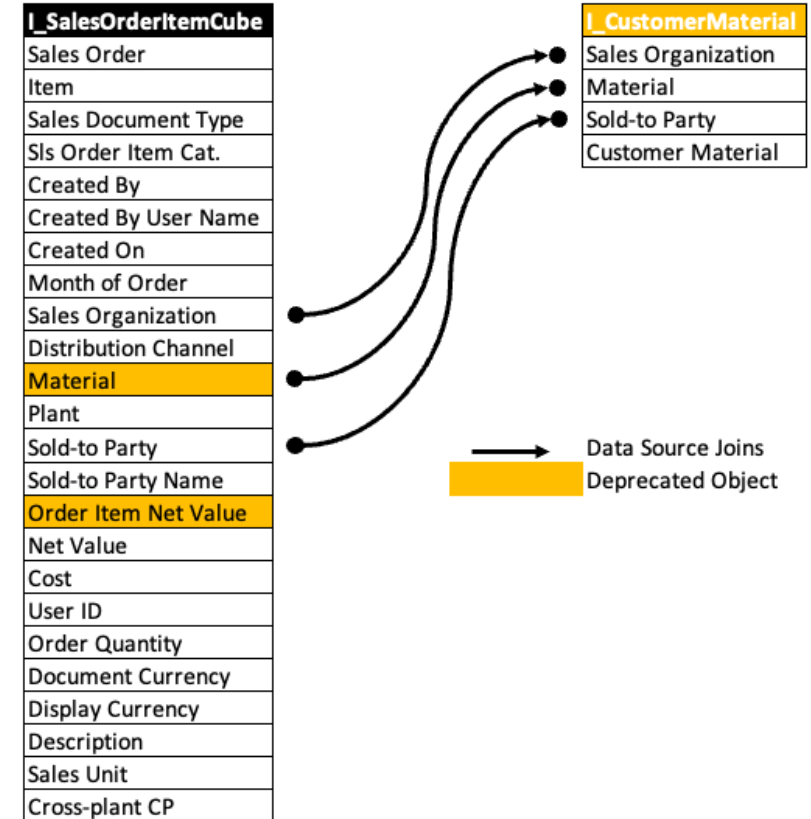 I_SalesOrderItemCube
Sales Order
Item
Sales Document Type
Sls Order Item Cat.
Created By
Created By User Name
Created On
Month of Order
Sales Organization
Distribution Channel
Material
Plant
Sold-to Party
Sold-to Party Name
Order Item Net Value
Net Value
Cost
User ID
Order Quantity
Document Currency
Display Currency
Description
Sales Unit
Cross-plant CP
I_CustomerMaterial
Sales Organization
Material
Sold-to Party
Customer Material
Data Source Joins
Deprecated Object